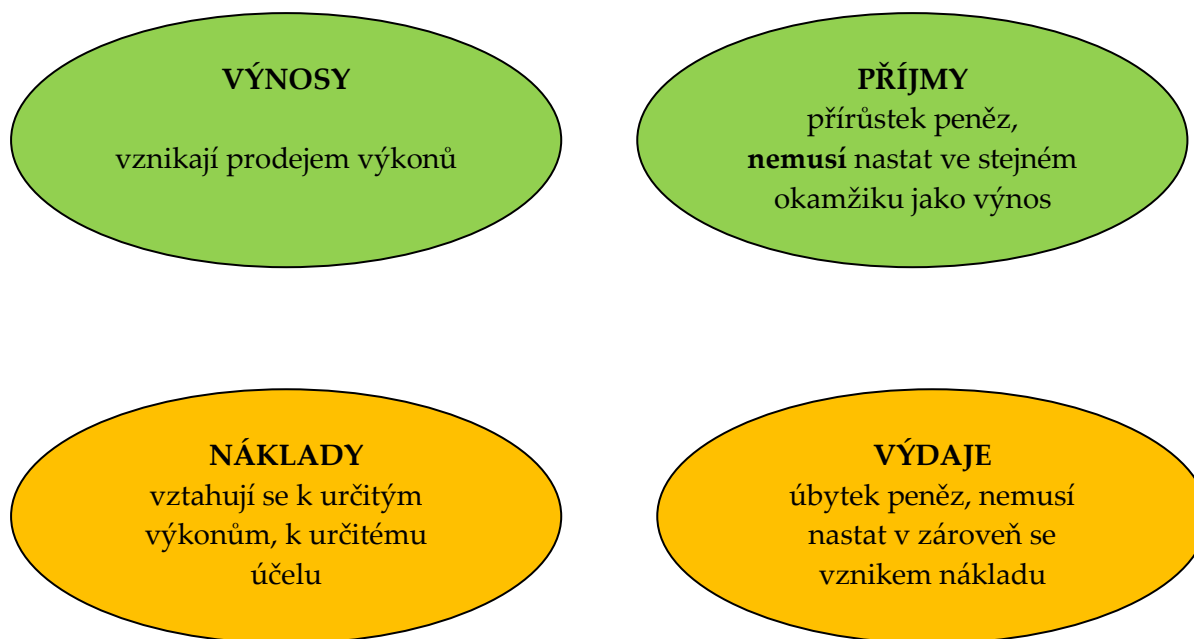 VÝNOSY
vznikají prodejem výkonů
PŘÍJMY
přírůstek peněz,
nemusí nastat ve stejném
okamžiku jako výnos
NÁKLADY
vztahují se k určitým
výkonům, k určitému
účelu
VÝDAJE
úbytek peněz, nemusí
nastat v zároveň se
vznikem nákladu